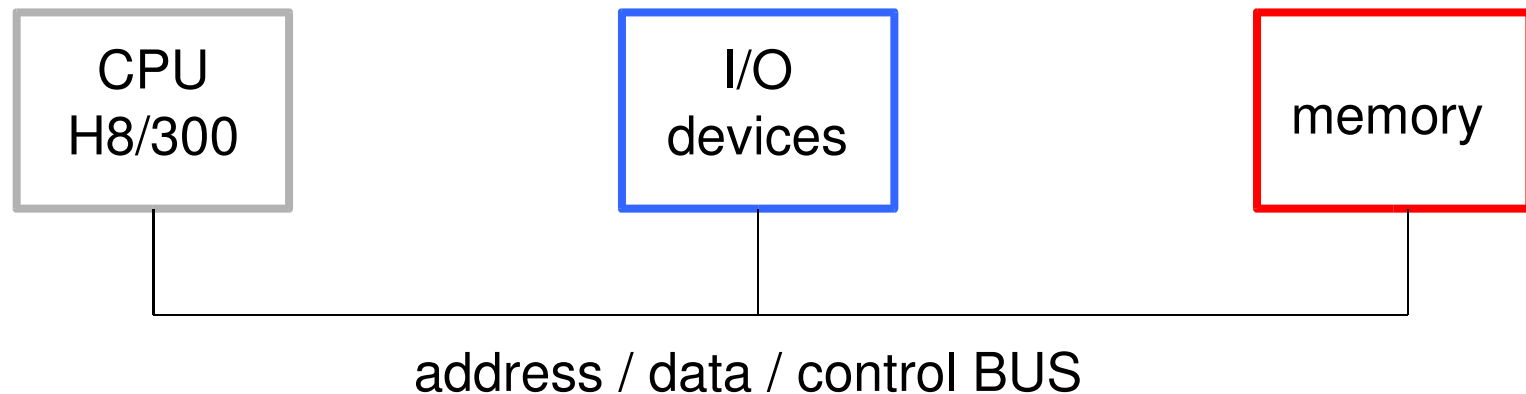 CPU
H8/300
I/O
devices
memory
address / data / control BUS